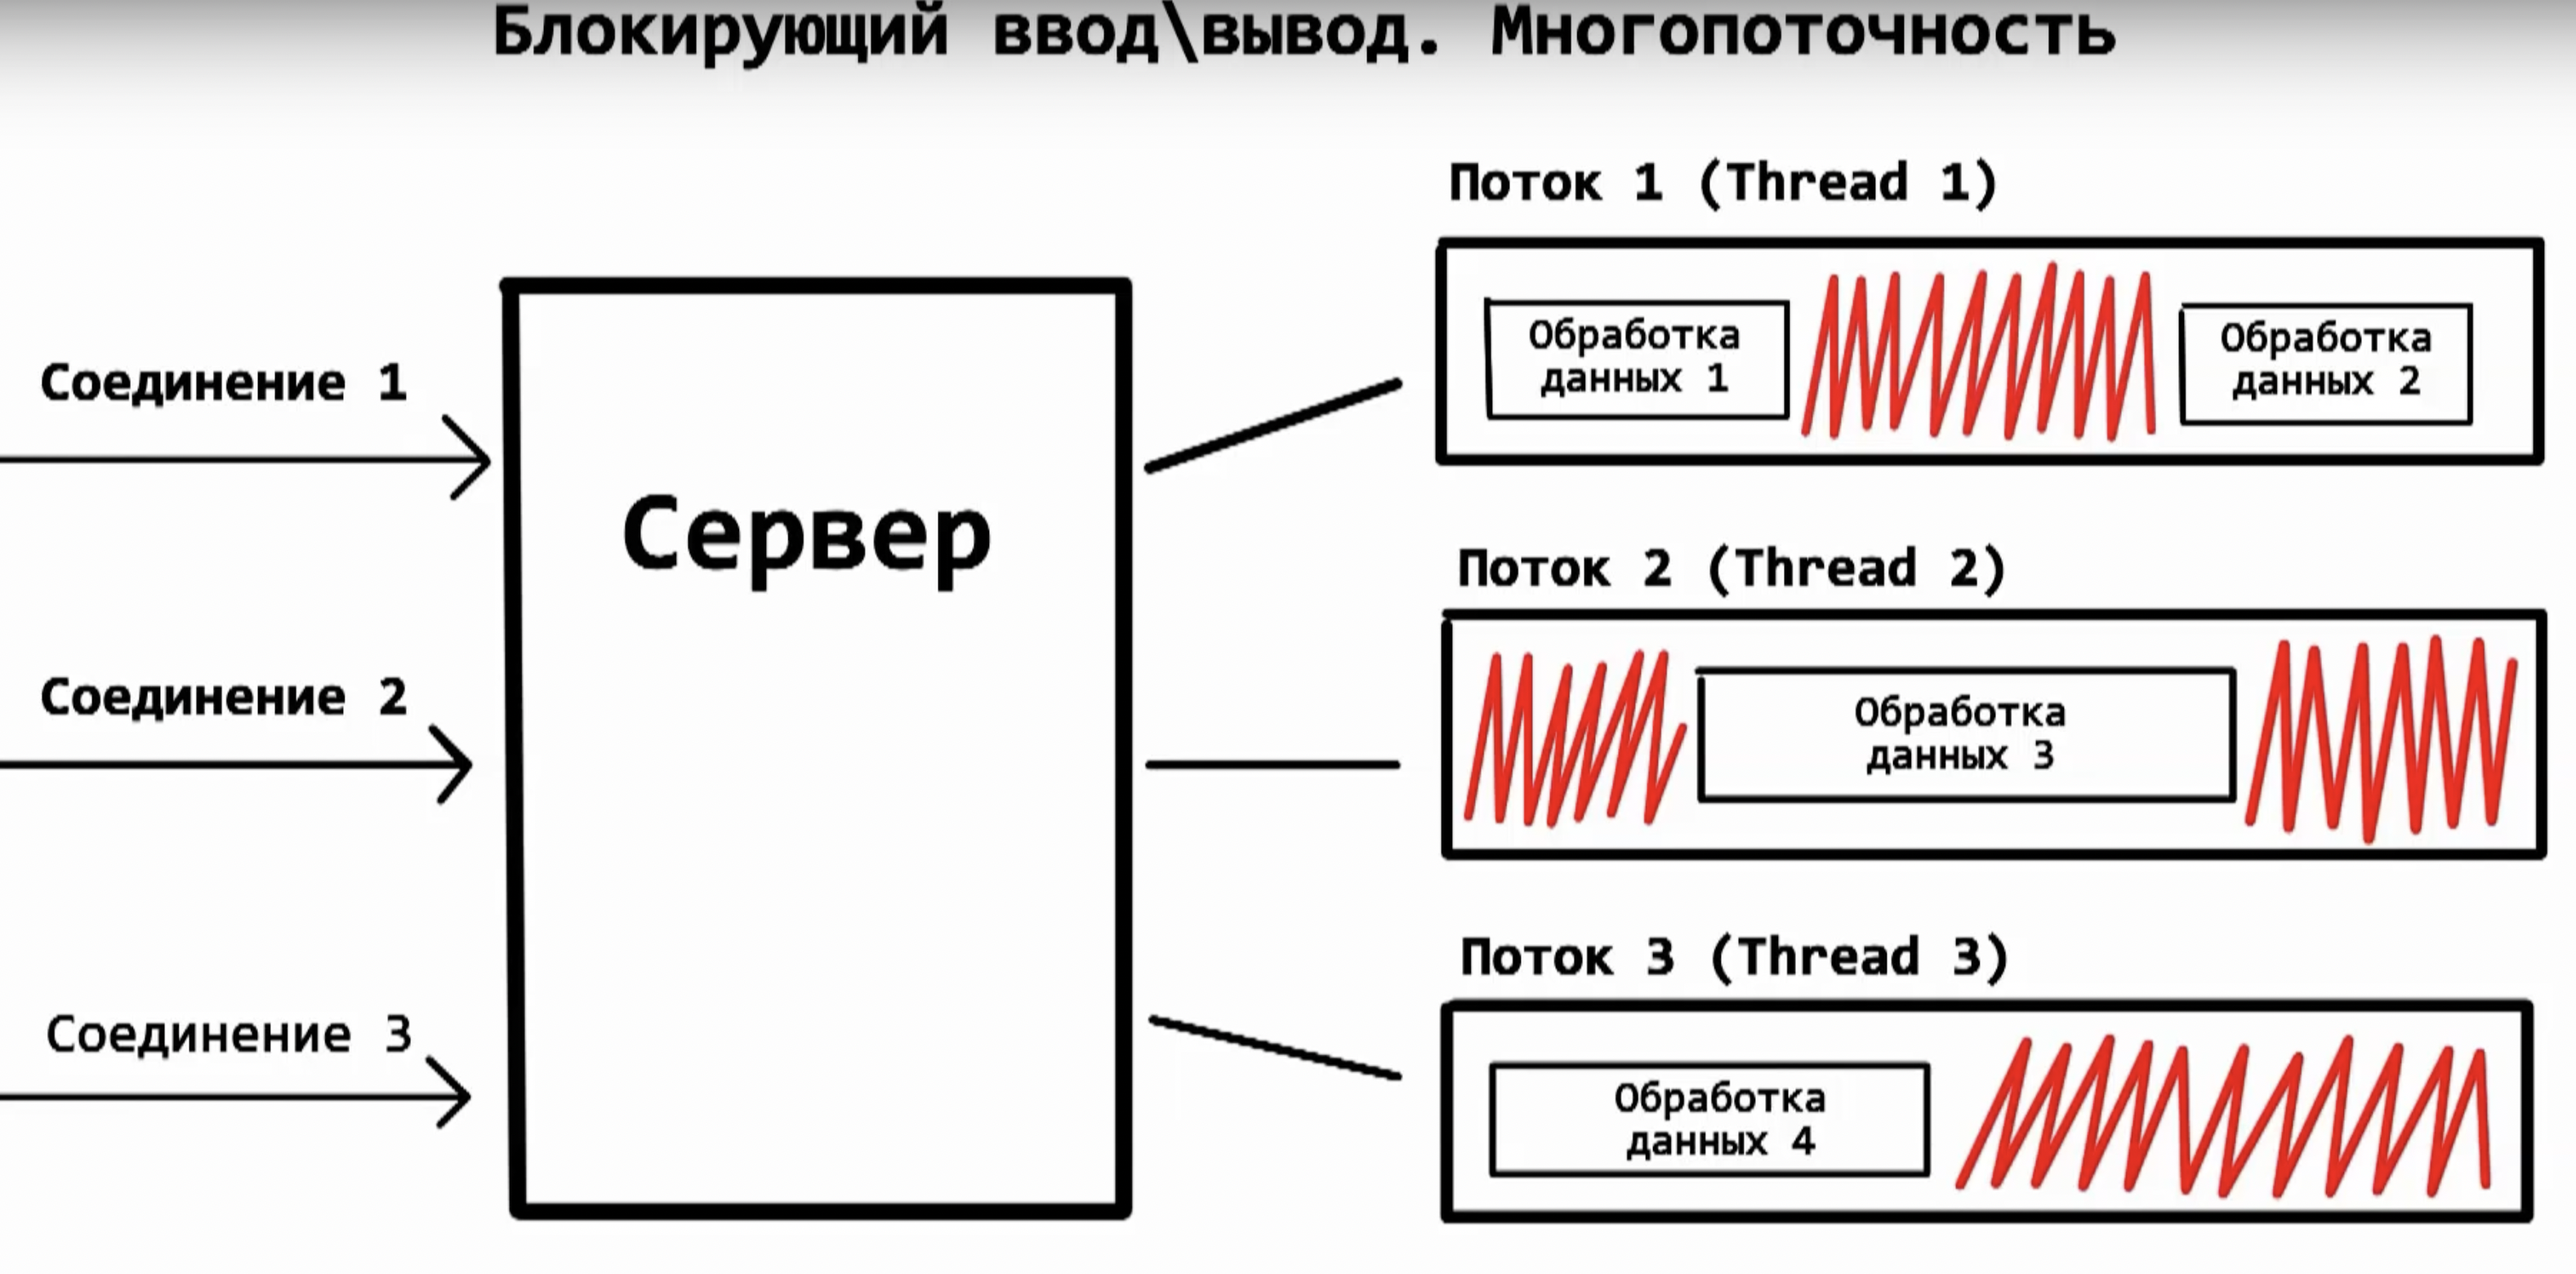 Блокирующий ввод\вывод. Многопоточность
Соединение 1
Соединение 2
Соединение 3
Сервер
Поток 1 (Thread 1)
Обработка
данных 1
Обработка
данных 2
Поток 2 (Thread 2)
Обработка
данных 3
Поток 3 (Thread 3)
Обработка
данных 4